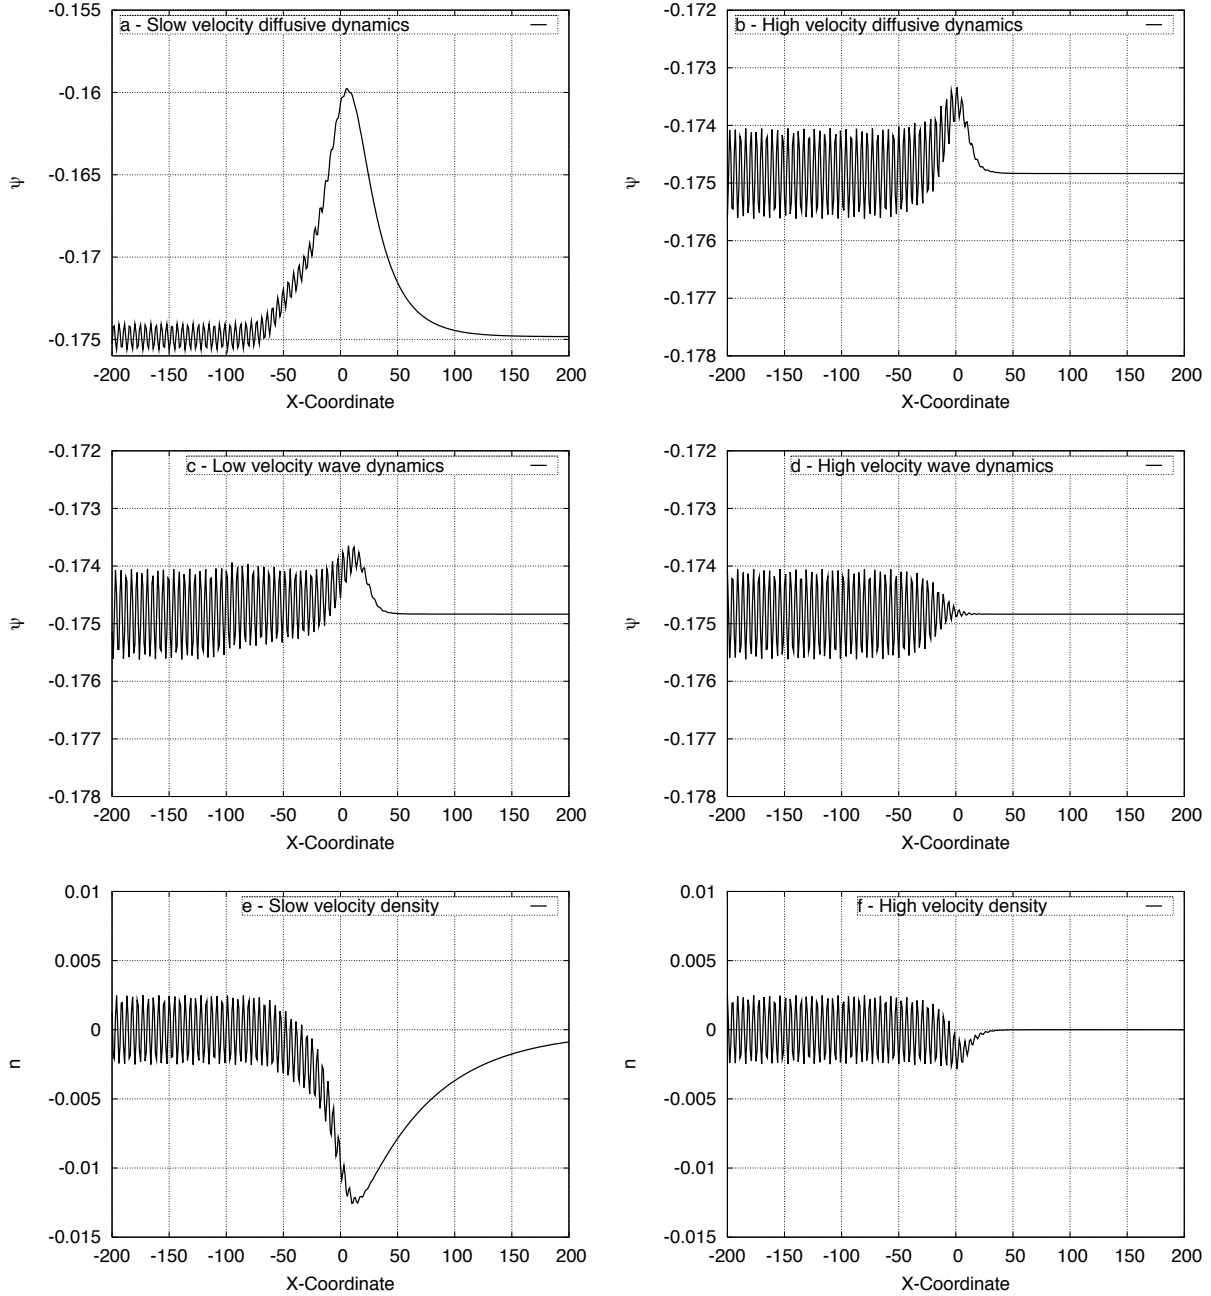 a - Slow velocity diffusive dynamics
-0.155
-0.16
-0.165
-0.17
-0.175
ψ
-200 -150 -100 -50 0 50 100 150 200
X-Coordinate
b - High velocity diffusive dynamics
-0.172
-0.173
-0.174
-0.175
-0.176
-0.177
-0.178
ψ
-200 -150 -100 -50 0 50 100 150 200
X-Coordinate
c - Low velocity wave dynamics
-0.172
-0.173
-0.174
-0.175
-0.176
-0.177
-0.178
ψ
-200 -150 -100 -50 0 50 100 150 200
X-Coordinate
d - High velocity wave dynamics
-0.172
-0.173
-0.174
-0.175
-0.176
-0.177
-0.178
ψ
-200 -150 -100 -50 0 50 100 150 200
X-Coordinate
e - Slow velocity density
0.01
0.005
0
-0.005
-0.01
-0.015
n
-200 -150 -100 -50 0 50 100 150 200
X-Coordinate
f - High velocity density
0.01
0.005
0
-0.005
-0.01
-0.015
n
-200 -150 -100 -50 0 50 100 150 200
X-Coordinate